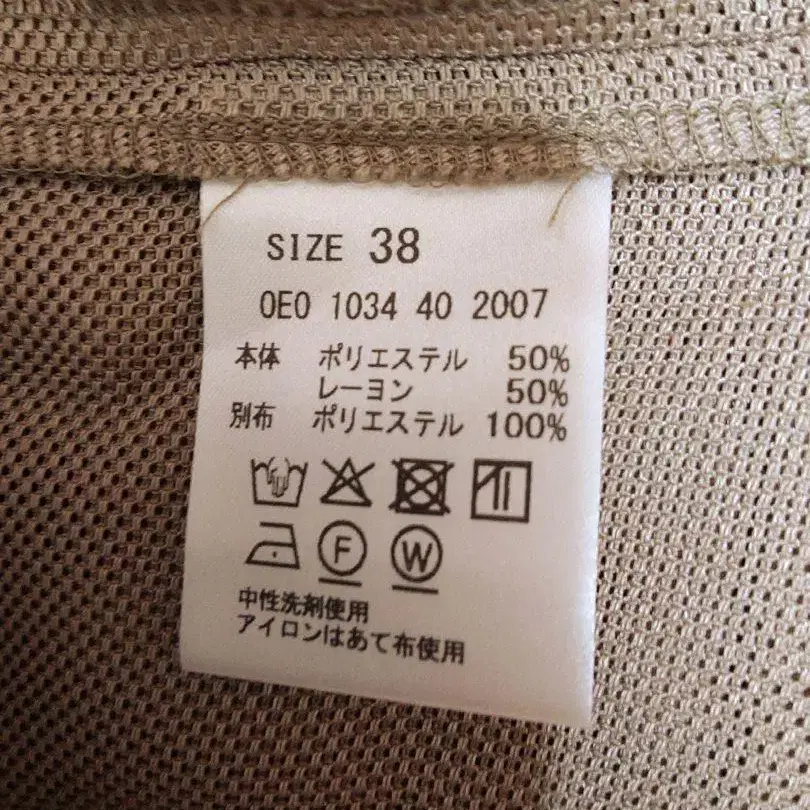 SIZE 38
0E0 1034 40 2007
本体 ポリエステル 50%
レーヨン 50%
別布 ポリエステル 100%
F W
中性洗剤使用
アイロンはあて布使用